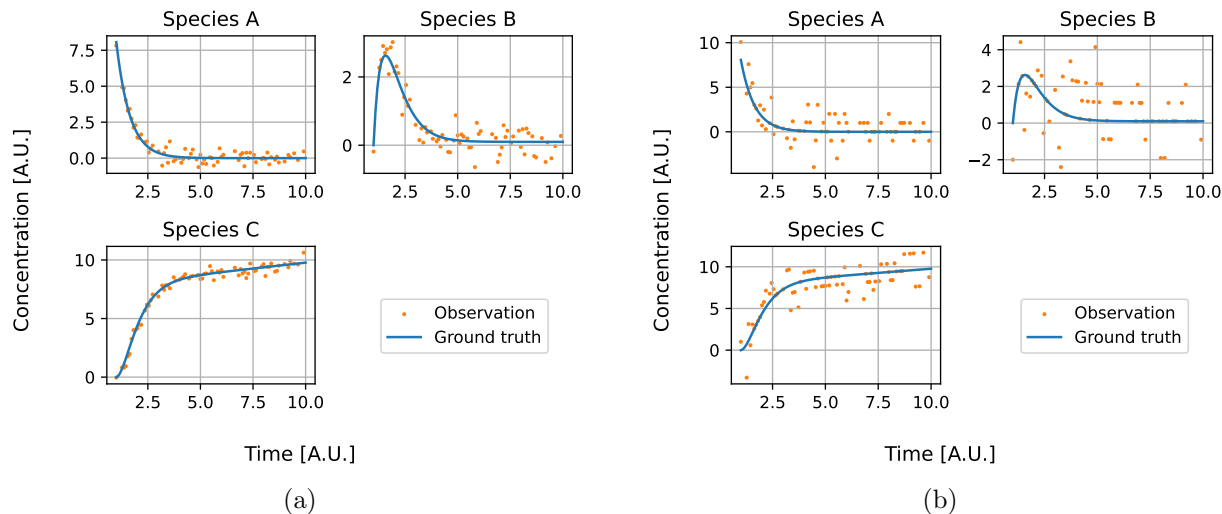 Species A
Species B
7.5
5.0
2.5
0.0
2.5
5.0
7.5
10.0
2
0
2.5
5.0
7.5
10.0
Species C
10
5
0
2.5
5.0
7.5
10.0
Observation
Ground truth
Concentration [A.U.]
Time [A.U.]
(a)
Species A
Species B
10
5
0
2.5
5.0
7.5
10.0
4
2
0
−2
2.5
5.0
7.5
10.0
Species C
10
5
0
2.5
5.0
7.5
10.0
Observation
Ground truth
Concentration [A.U.]
Time [A.U.]
(b)